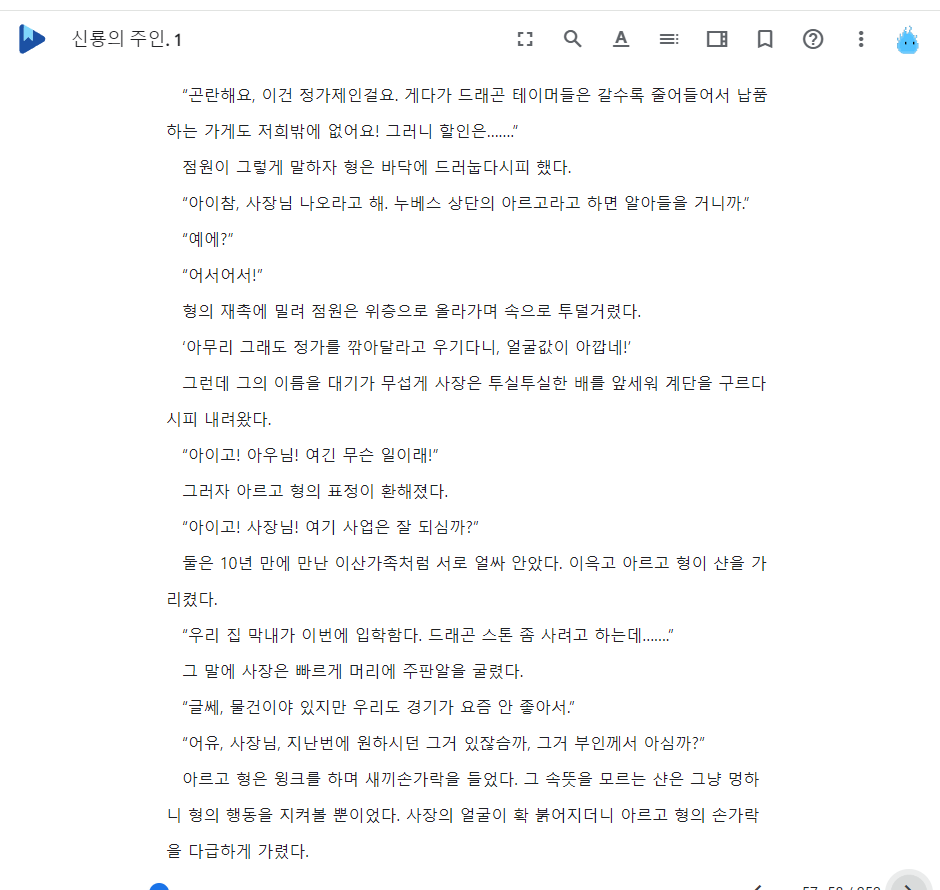 신룡의 주인. 1
“곤란해요, 이건 정가제인걸요. 게다가 드래곤 테이머들은 갈수록 줄어들어서 납품
하는 가게도 저희밖에 없어요! 그러니 할인은…….”
점원이 그렇게 말하자 형은 바닥에 드러눕다시피 했다.
“아이참, 사장님 나오라고 해. 누베스 상단의 아르고라고 하면 알아들을 거니까.”
“예에?”
“어서어서!”
형의 재촉에 밀려 점원은 위층으로 올라가며 속으로 투덜거렸다.
‘아무리 그래도 정가를 깎아달라고 우기다니, 얼굴값이 아깝네!’
그런데 그의 이름을 대기가 무섭게 사장은 투실투실한 배를 앞세워 계단을 구르다
시피 내려왔다.
“아이고! 아우님! 여긴 무슨 일이래!”
그러자 아르고 형의 표정이 환해졌다.
“아이고! 사장님! 여기 사업은 잘 되심까?”
둘은 10년 만에 만난 이산가족처럼 서로 얼싸 안았다. 이윽고 아르고 형이 샨을 가
리켰다.
“우리 집 막내가 이번에 입학함다. 드래곤 스톤 좀 사려고 하는데…….”
그 말에 사장은 빠르게 머리에 주판알을 굴렸다.
“글쎄, 물건이야 있지만 우리도 경기가 요즘 안 좋아서.”
“어유, 사장님, 지난번에 원하시던 그거 있잖슴까, 그거 부인께서 아심까?”
아르고 형은 윙크를 하며 새끼손가락을 들었다. 그 속뜻을 모르는 샨은 그냥 멍하
니 형의 행동을 지켜볼 뿐이었다. 사장의 얼굴이 확 붉어지더니 아르고 형의 손가락
을 다급하게 가렸다.